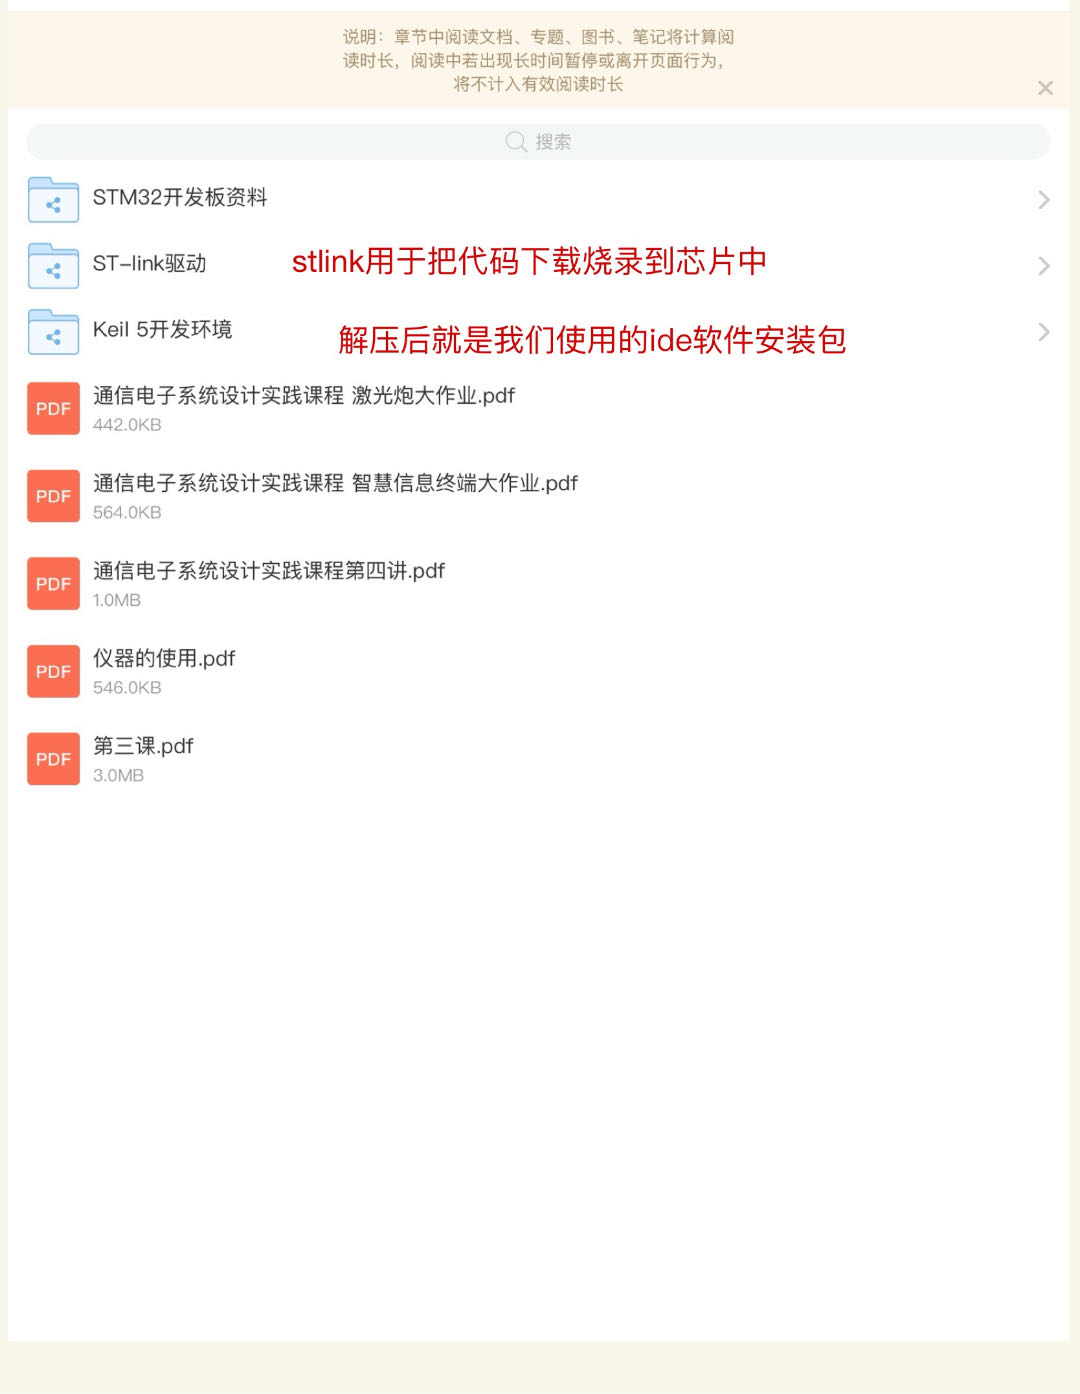 说明：章节中阅读文档、专题、图书、笔记将计算阅
读时长，阅读中若出现长时间暂停或离开页面行为，
将不计入有效阅读时长
搜索
STM32开发板资料
ST-link驱动
stlink用于把代码下载烧录到芯片中
Keil 5开发环境
解压后就是我们使用的ide软件安装包
PDF
通信电子系统设计实践课程 激光炮大作业.pdf
442.0KB
PDF
通信电子系统设计实践课程 智慧信息终端大作业.pdf
564.0KB
PDF
通信电子系统设计实践课程第四讲.pdf
1.0MB
PDF
仪器的使用.pdf
546.0KB
PDF
第三课.pdf
3.0MB